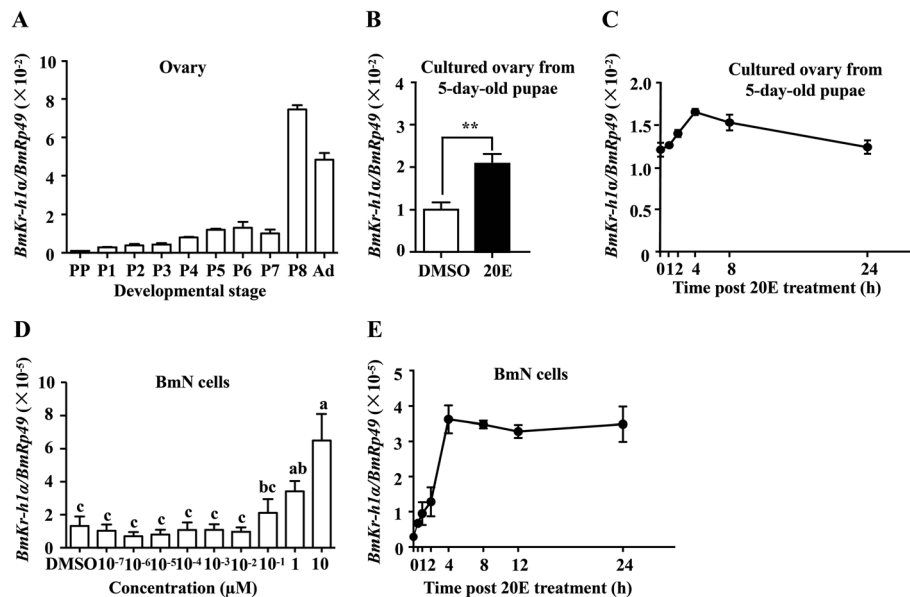 A
BmKr-h1α/BmRp49 (×10⁻²)
10
8
6
4
2
0
Ovary
PP P1 P2 P3 P4 P5 P6 P7 P8 Ad
Developmental stage
B
BmKr-h1α/BmRp49 (×10⁻²)
4
3
2
1
0
Cultured ovary from
5-day-old pupae
**
DMSO 20E
C
BmKr-h1α/BmRp49 (×10⁻²)
2.0
1.5
1.0
0.5
0
Cultured ovary from
5-day-old pupae
0 1 2 4 8 24
Time post 20E treatment (h)
D
BmKr-h1α/BmRp49 (×10⁻⁵)
10
8
6
4
2
0
BmN cells
c c c c c c c bc ab a
DMSO 10⁻⁷ 10⁻⁶ 10⁻⁵ 10⁻⁴ 10⁻³ 10⁻² 10⁻¹ 1 10
Concentration (μM)
E
BmKr-h1α/BmRp49 (×10⁻⁵)
5
4
3
2
1
0
BmN cells
0 1 2 4 8 12 24
Time post 20E treatment (h)